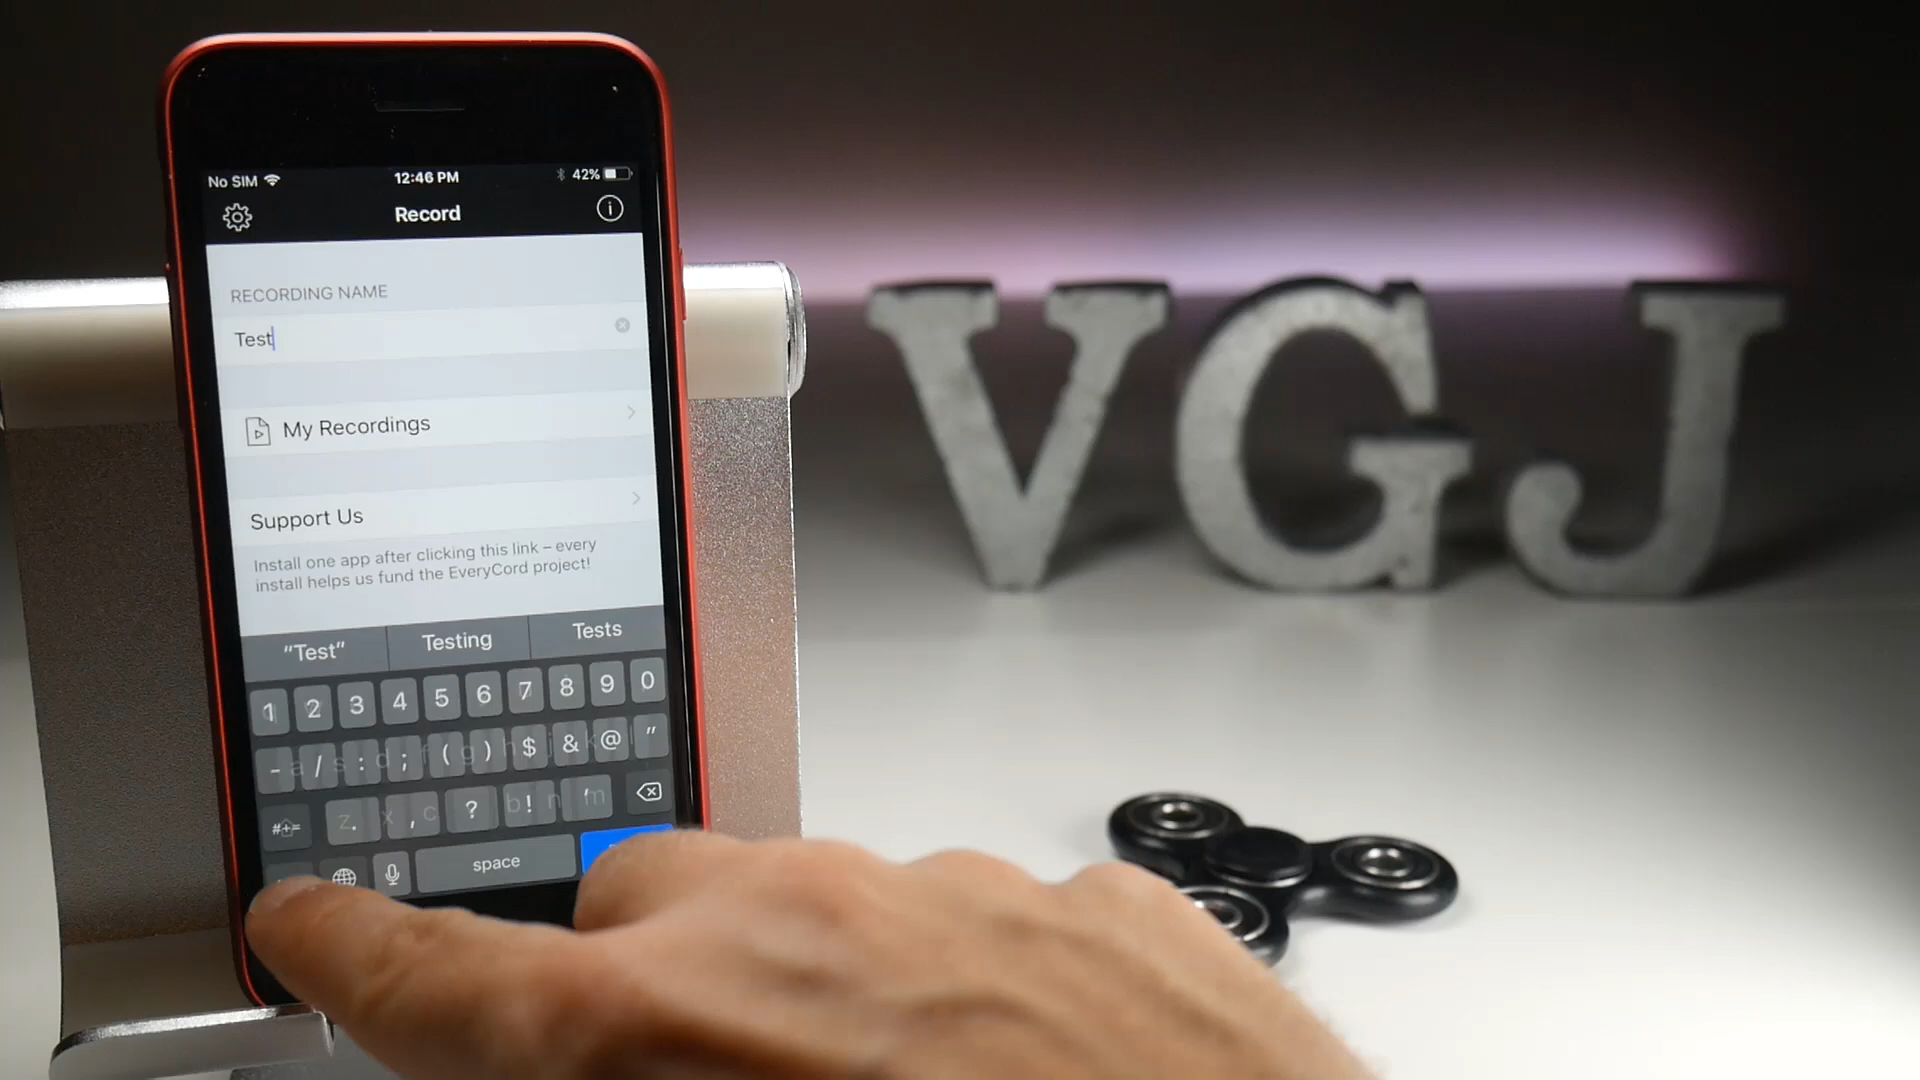 No SIM 12:46 PM 42%
Record
RECORDING NAME
Test
My Recordings
Support Us
Install one app after clicking this link – every
install helps us fund the EveryCord project!
“Test” Testing Tests
1 2 3 4 5 6 7 8 9 0
- / : ; ( ) $ & @ "
#+= . , ? ! '
space
VGJ